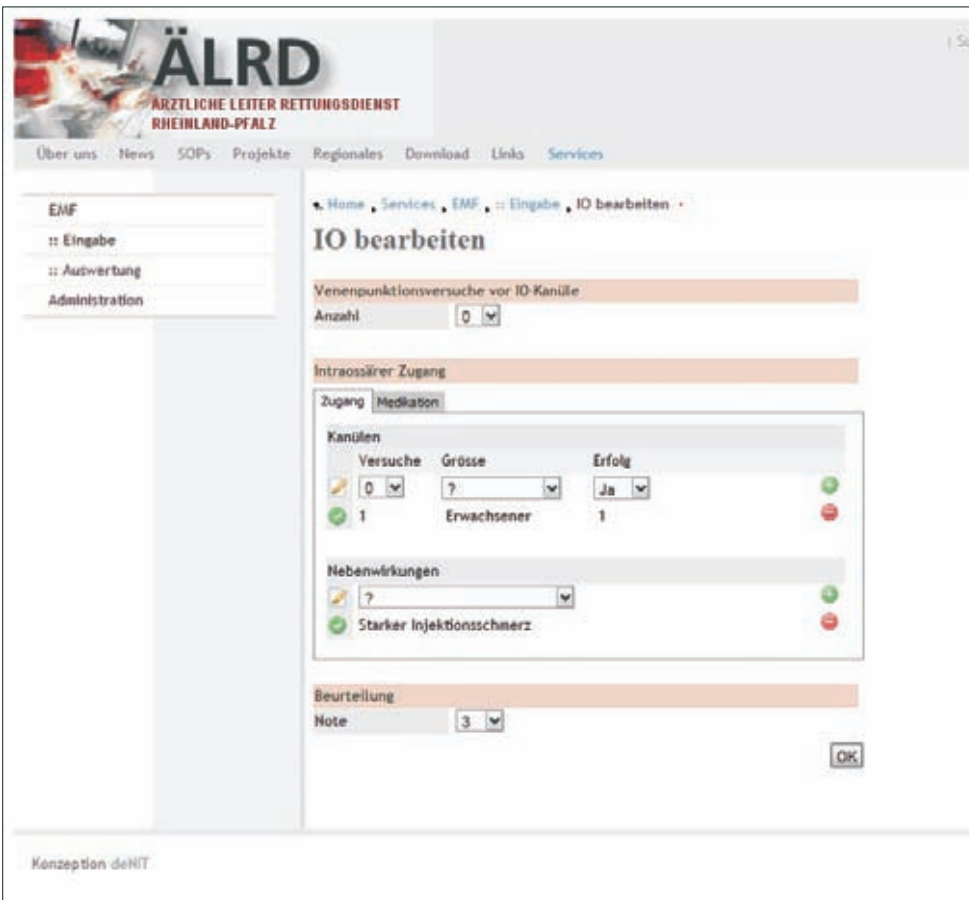 ÄLRD
ÄRZTLICHE LEITER RETTUNGSDIENST
RHEINLAND-PFALZ
Über uns News SOPs Projekte Regionales Download Links Services
Home Services EMF :: Eingabe IO bearbeiten
EMF
:: Eingabe
:: Auswertung
Administration
IO bearbeiten
Venenpunktionsversuche vor IO-Kanüle
Anzahl 0
Intraossärer Zugang
Zugang Medikation
Kanülen
Versuche Grösse Erfolg
0 ? Ja
1 Erwachsener 1
Nebenwirkungen
?
Starker Injektionsschmerz
Beurteilung
Note 3
OK
Konzeption deNIT